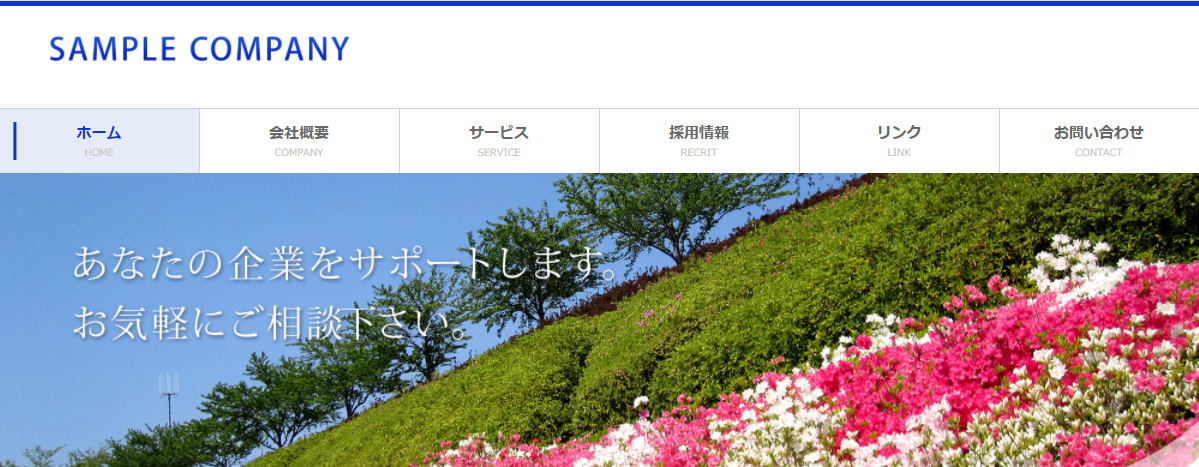 SAMPLE COMPANY
ホーム
HOME
会社概要
COMPANY
サービス
SERVICE
採用情報
RECRIT
リンク
LINK
お問い合わせ
CONTACT
あなたの企業をサポートします。
お気軽にご相談下さい。